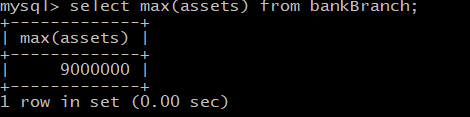 mysql> select max(assets) from bankBranch;
+-------------+
| max(assets) |
+-------------+
|     9000000 |
+-------------+
1 row in set (0.00 sec)